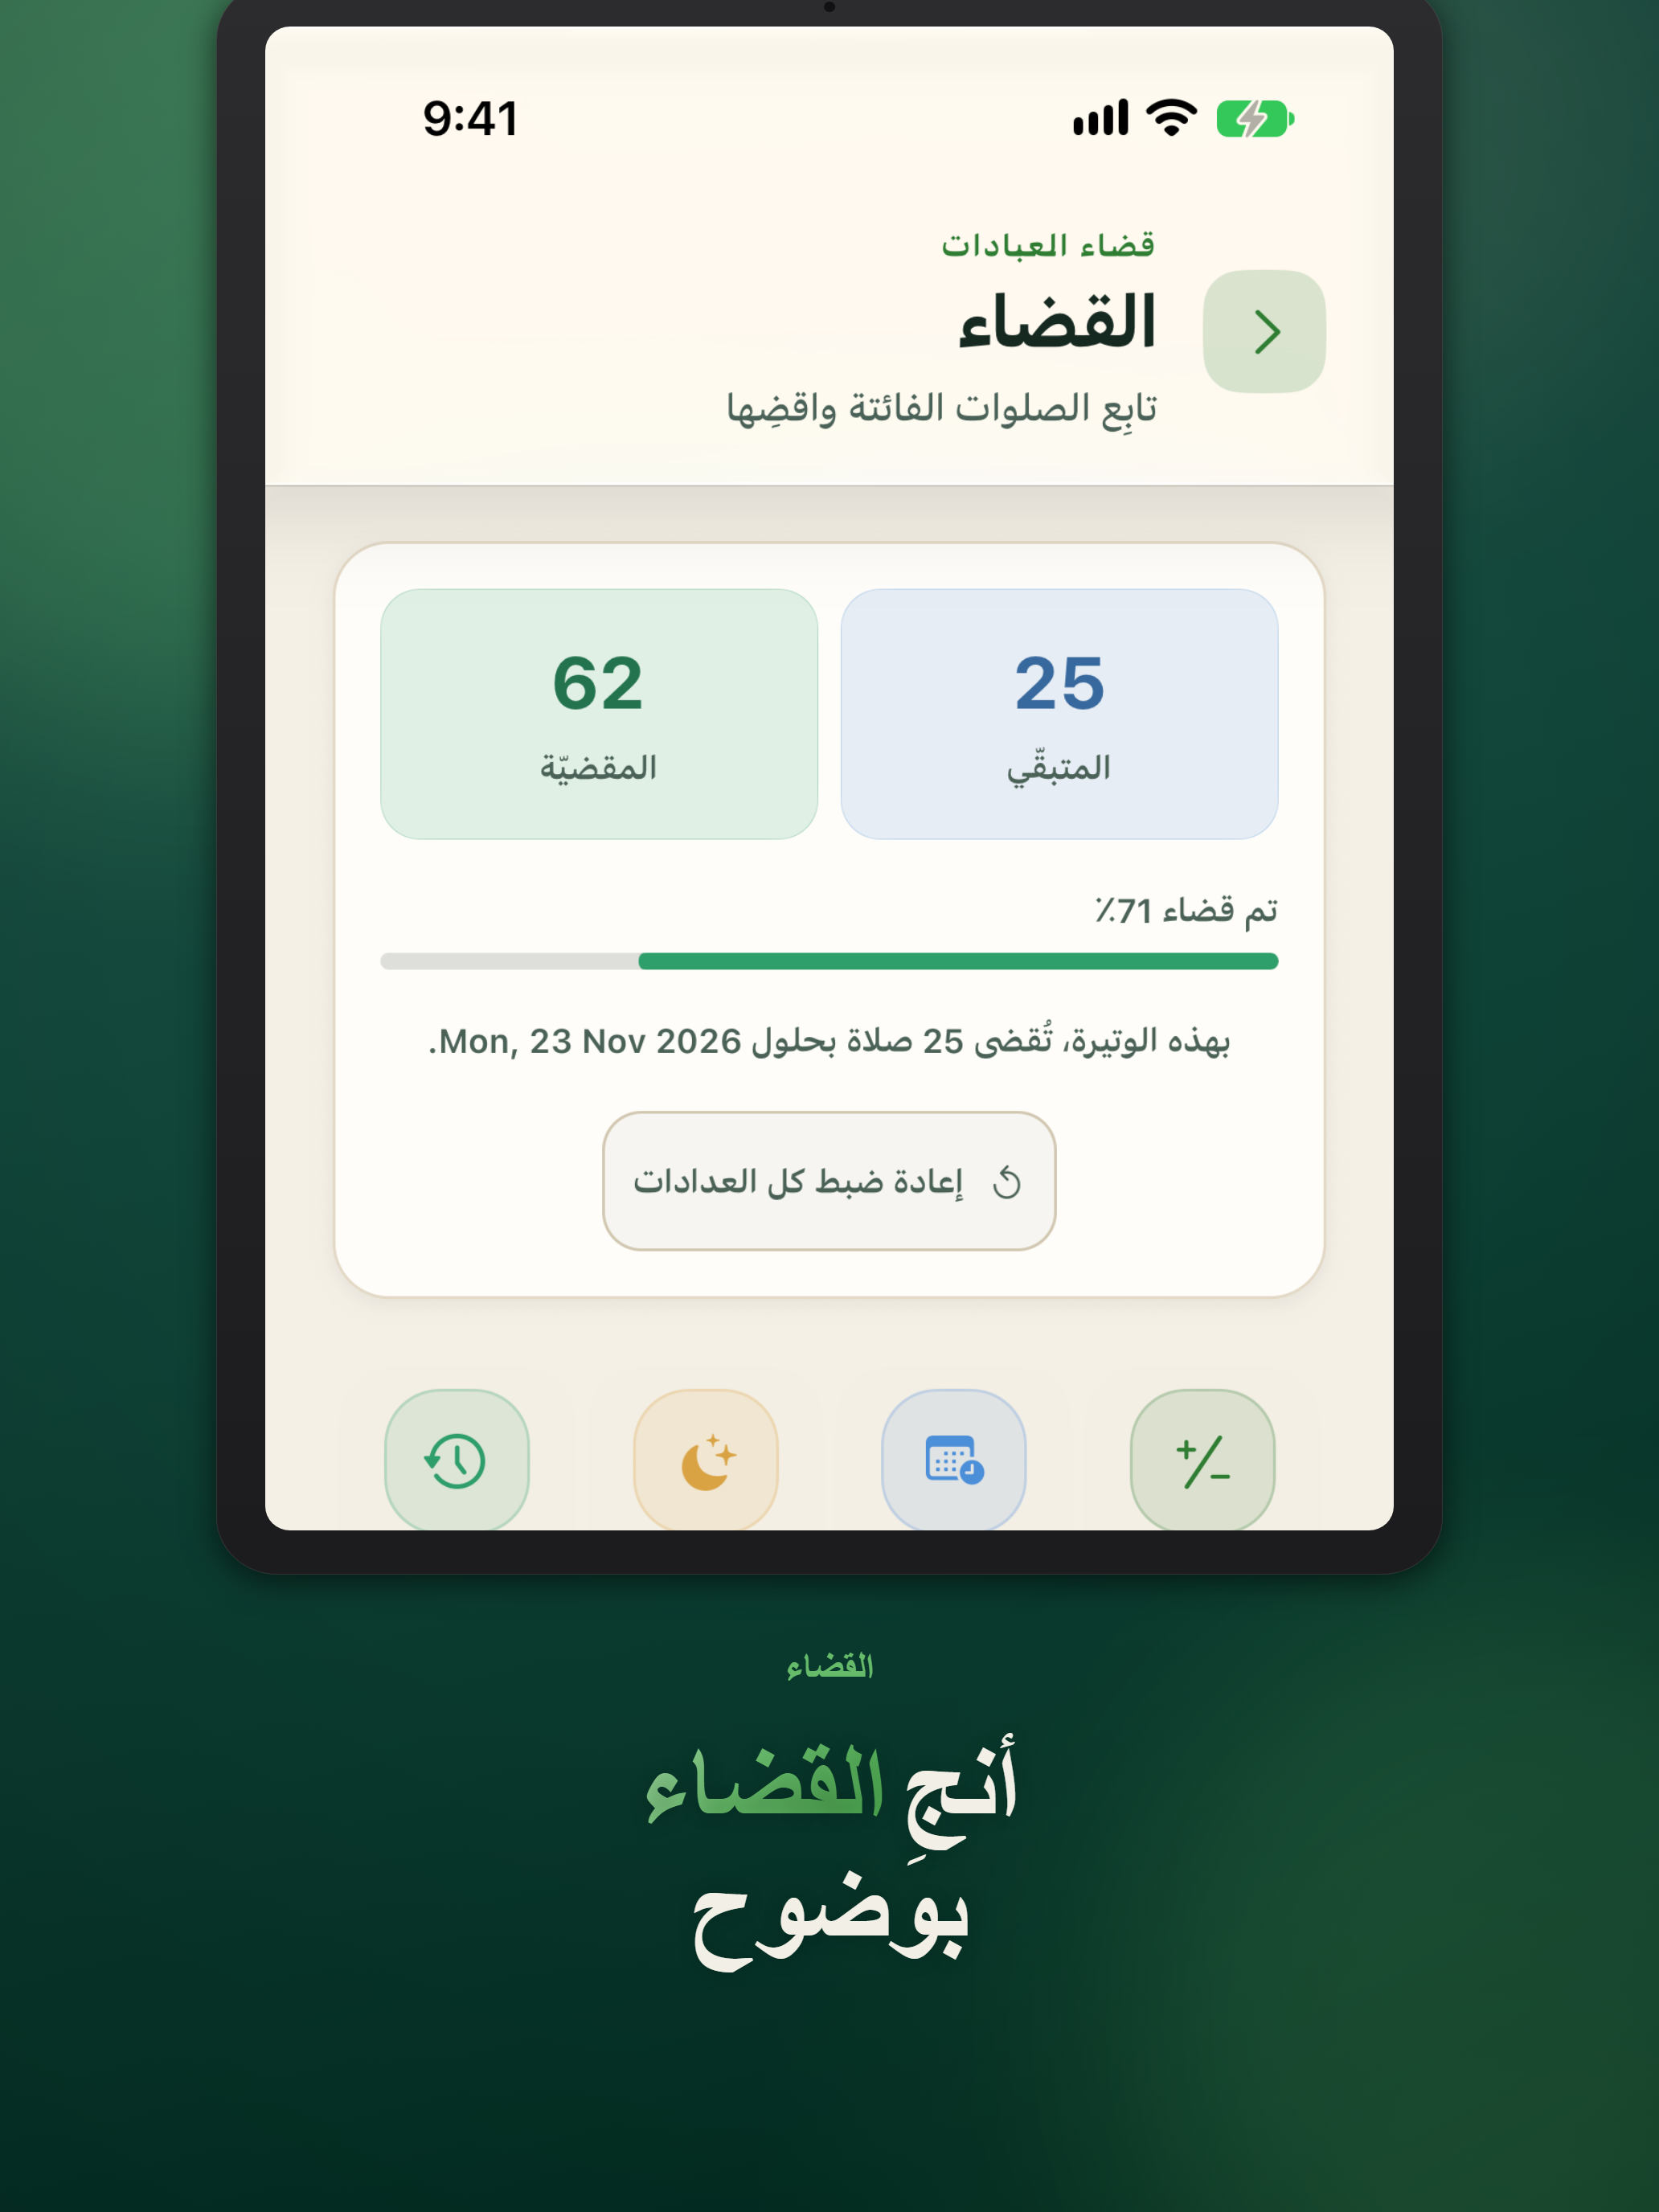 9:41
قضاء العبادات
القضاء
تابِع الصلوات الفائتة واقضِها
25
المتبقّي
62
المقضيّة
تم قضاء 71٪
بهذه الوتيرة، تُقضى 25 صلاة بحلول Mon, 23 Nov 2026.
إعادة ضبط كل العدادات
القضاء
أنجِ القضاء
بوضوح